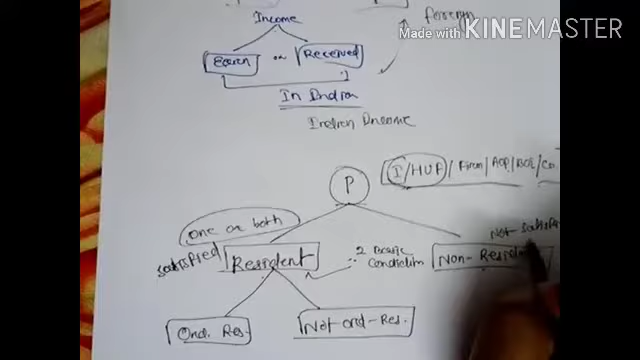 Income
foreign
Made with KINEMASTER
Earn or Received
In India
Indian Income
P
I/HUF/Firm/AOP/BOI/Co.
one or both
satisfied
Resident
2 Basic
Condition
Not Satisfied
Non-Resident
Ord. Res.
Not ord-Res.